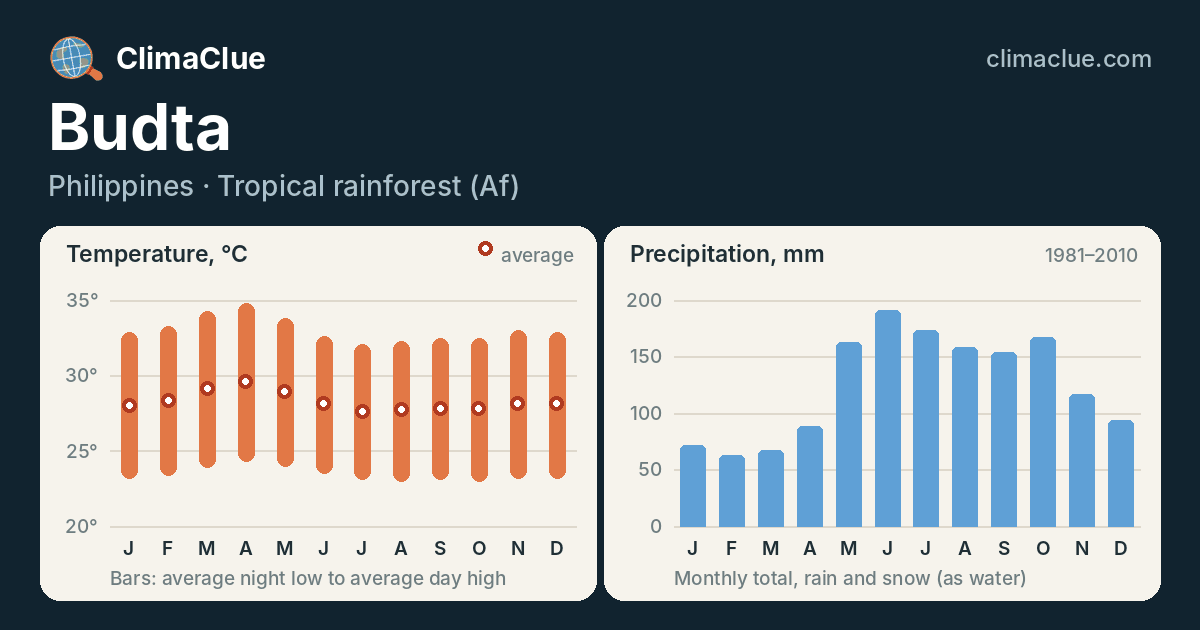 ClimaClue
climaclue.com
Budta
Philippines · Tropical rainforest (Af)
Temperature, °C
average
35°
30°
25°
20°
J F M A M J J A S O N D
Bars: average night low to average day high
Precipitation, mm
1981–2010
200
150
100
50
0
J F M A M J J A S O N D
Monthly total, rain and snow (as water)